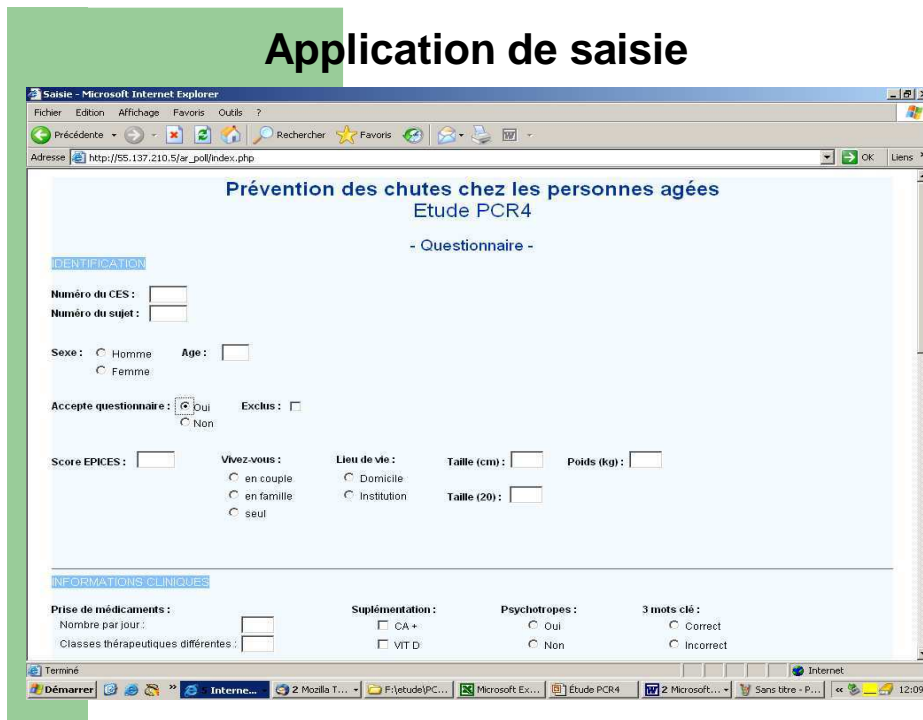 Application de saisie
Saisie - Microsoft Internet Explorer
Fichier Edition Affichage Favoris Outils ?
Précédente Rechercher Favoris
Adresse http://55.137.210.5/ar_poll/index.php OK Liens
Prévention des chutes chez les personnes agées
Etude PCR4
- Questionnaire -
IDENTIFICATION
Numéro du CES :
Numéro du sujet :
Sexe : Homme Age :
Femme
Accepte questionnaire : Oui Exclus :
Non
Score EPICES : Vivez-vous : Lieu de vie : Taille (cm) : Poids (kg) :
en couple Domicile
en famille Institution Taille (20) :
seul
INFORMATIONS CLINIQUES
Prise de médicaments : Suplémentation : Psychotropes : 3 mots clé :
Nombre par jour : CA + Oui Correct
Classes thérapeutiques différentes : VIT D Non Incorrect
Terminé Internet
Démarrer » 5 Interne... 2 Mozilla T... F:\etude\PC... Microsoft Ex... Étude PCR4 2 Microsoft... Sans titre - P... « 12:09